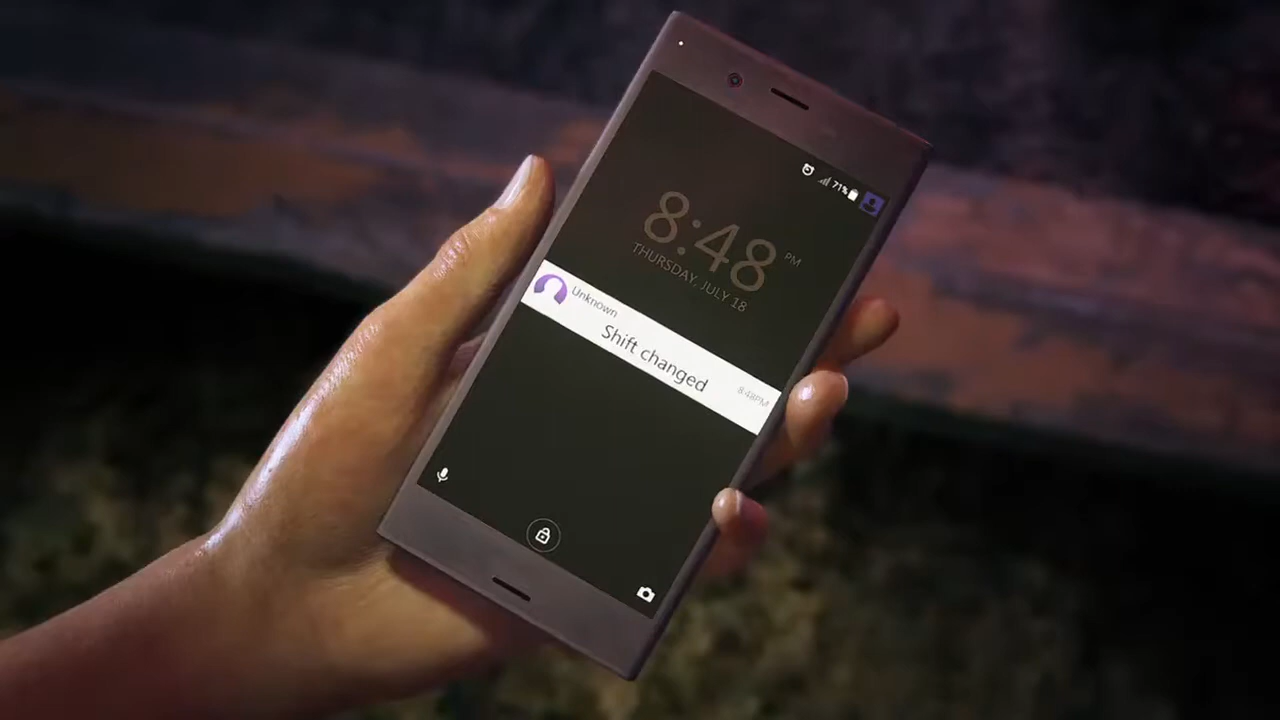 71%
8:48 PM
THURSDAY, JULY 18
Unknown
Shift changed
8:48PM